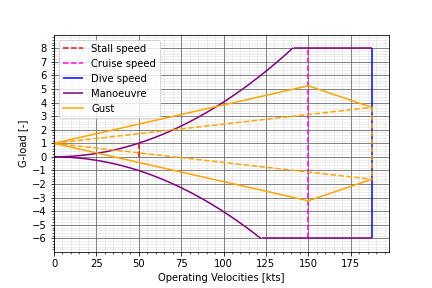 Stall speed
Cruise speed
Dive speed
Manoeuvre
Gust
G-load [-]
8
7
6
5
4
3
2
1
0
−1
−2
−3
−4
−5
−6
0 25 50 75 100 125 150 175
Operating Velocities [kts]